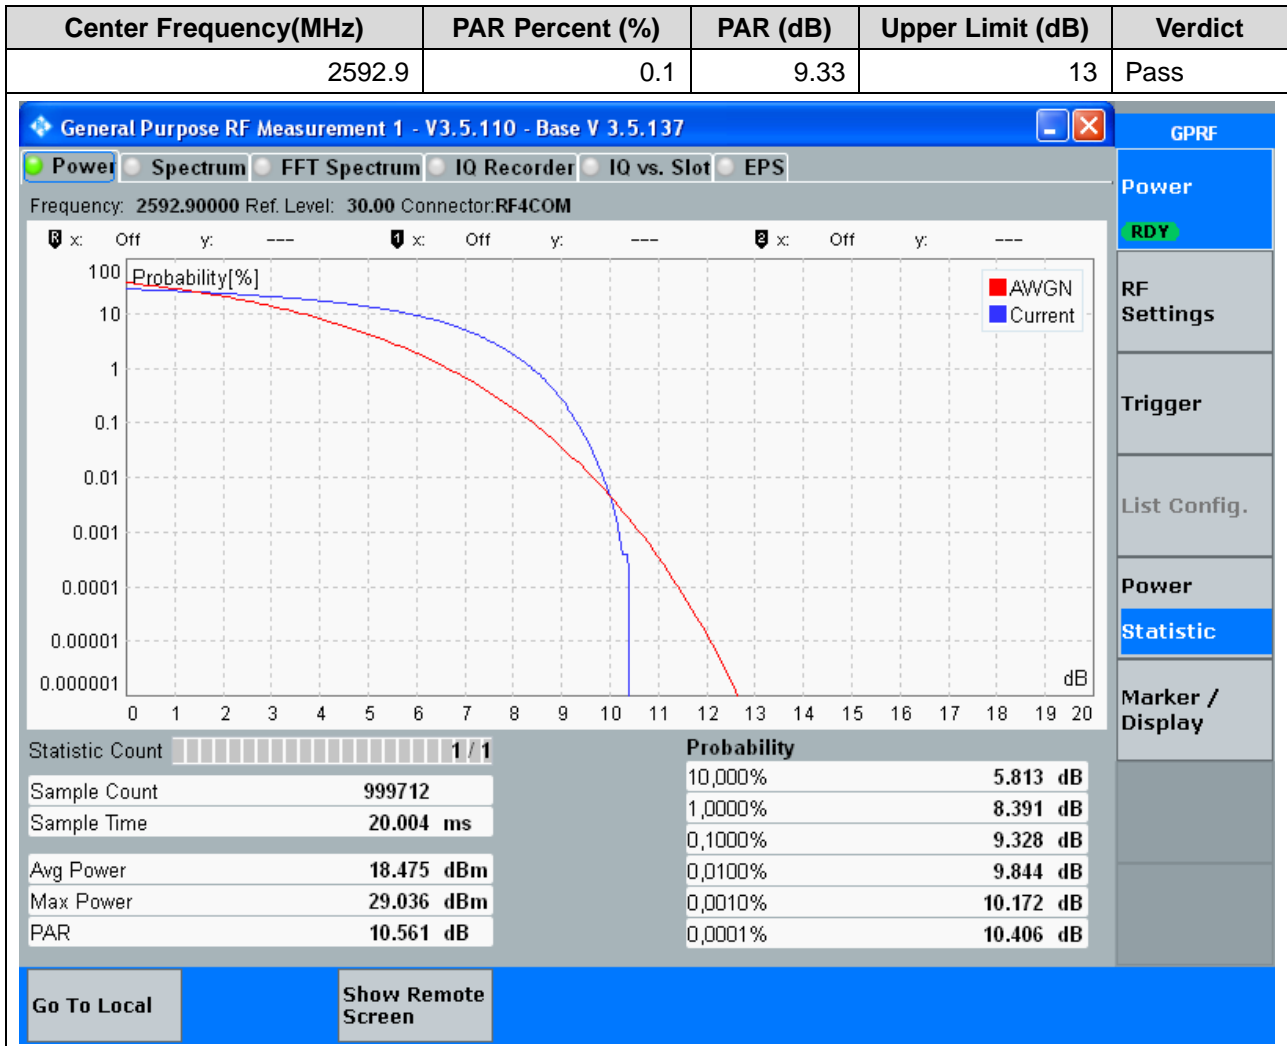 Center Frequency(MHz) PAR Percent (%) PAR (dB) Upper Limit (dB) Verdict
2592.9 0.1 9.33 13 Pass
General Purpose RF Measurement 1 - V3.5.110 - Base V 3.5.137
GPRF
Power Spectrum FFT Spectrum IQ Recorder IQ vs. Slot EPS
Frequency: 2592.90000 Ref. Level: 30.00 Connector:RF4COM
R x: Off y: --- 1 x: Off y: --- 2 x: Off y: ---
Probability[%]
AWGN
Current
100
10
1
0.1
0.01
0.001
0.0001
0.00001
0.000001
dB
0 1 2 3 4 5 6 7 8 9 10 11 12 13 14 15 16 17 18 19 20
Statistic Count 1 / 1
Sample Count 999712
Sample Time 20.004 ms
Avg Power 18.475 dBm
Max Power 29.036 dBm
PAR 10.561 dB
Probability
10,000% 5.813 dB
1,0000% 8.391 dB
0,1000% 9.328 dB
0,0100% 9.844 dB
0,0010% 10.172 dB
0,0001% 10.406 dB
Power
RDY
RF
Settings
Trigger
List Config.
Power
Statistic
Marker /
Display
Go To Local
Show Remote
Screen